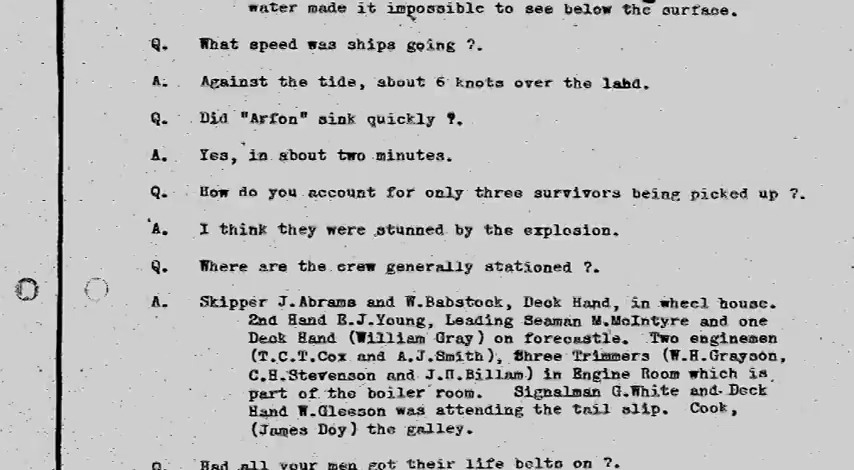 water made it impossible to see below the surface.
Q. What speed was ships going ?.
A. Against the tide, about 6 knots over the land.
Q. Did "Arfon" sink quickly ?.
A. Yes, in about two minutes.
Q. How do you account for only three survivors being picked up ?.
A. I think they were stunned by the explosion.
Q. Where are the crew generally stationed ?.
A. Skipper J.Abrams and W.Babstock, Deck Hand, in wheel house.
2nd Hand E.J.Young, Leading Seaman M.McIntyre and one
Deck Hand (William Gray) on forecastle. Two enginemen
(T.C.T.Cox and A.J.Smith), three Trimmers (W.H.Grayson,
C.H.Stevenson and J.H.Billam) in Engine Room which is
part of the boiler room. Signalman G.White and Deck
Hand W.Gleeson was attending the tail slip. Cook,
(James Doy) the galley.
Q. Had all your men got their life belts on ?.